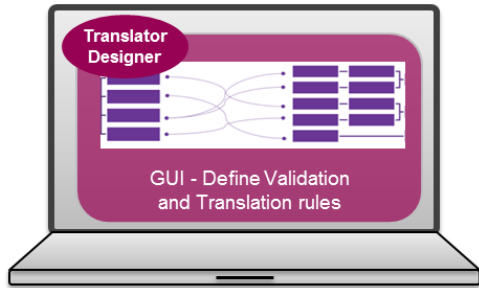 Translator
Designer
GUI - Define Validation
and Translation rules